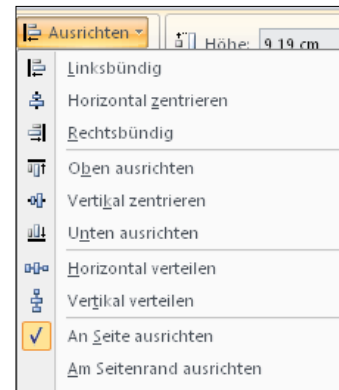 Ausrichten
Höhe: 9,19 cm
Linksbündig
Horizontal zentrieren
Rechtsbündig
Oben ausrichten
Vertikal zentrieren
Unten ausrichten
Horizontal verteilen
Vertikal verteilen
An Seite ausrichten
Am Seitenrand ausrichten